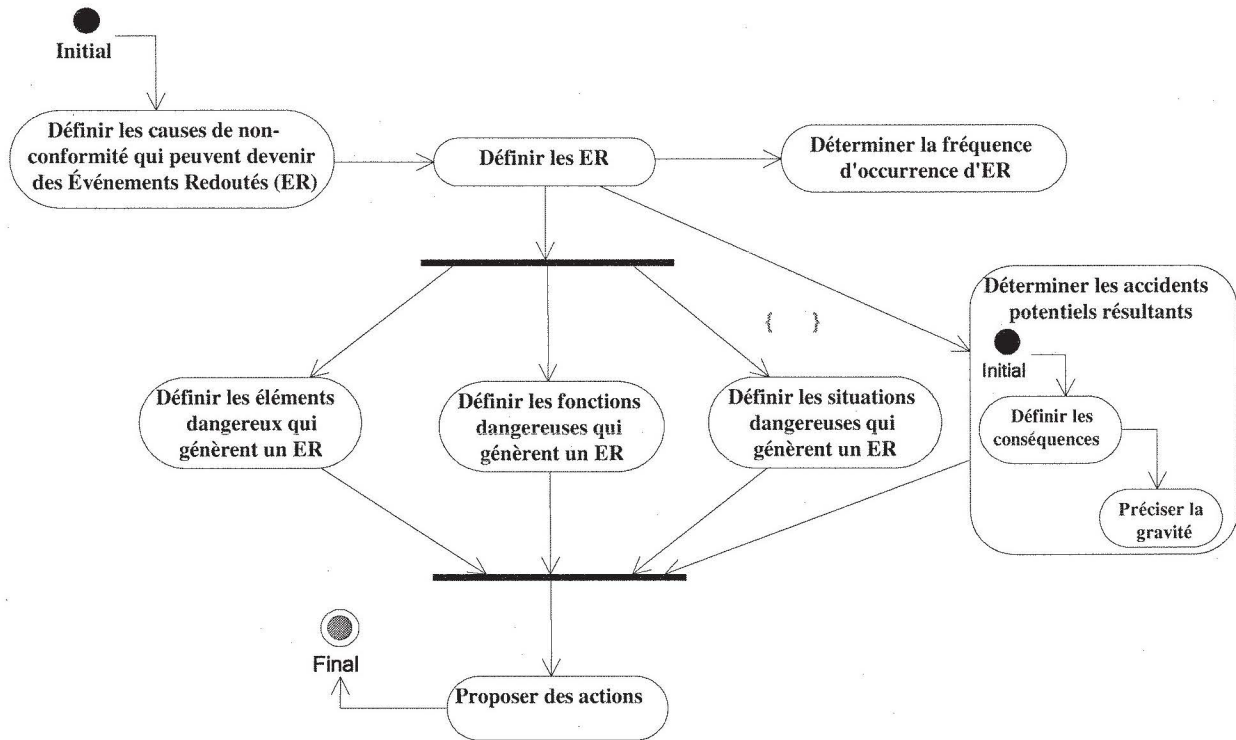 Initial
Définir les causes de non-
conformité qui peuvent devenir
des Événements Redoutés (ER)
Définir les ER
Déterminer la fréquence
d'occurrence d'ER
Déterminer les accidents
potentiels résultants
Initial
Définir les
conséquences
Préciser la
gravité
{ }
Définir les éléments
dangereux qui
génèrent un ER
Définir les fonctions
dangereuses qui
génèrent un ER
Définir les situations
dangereuses qui
génèrent un ER
Final
Proposer des actions